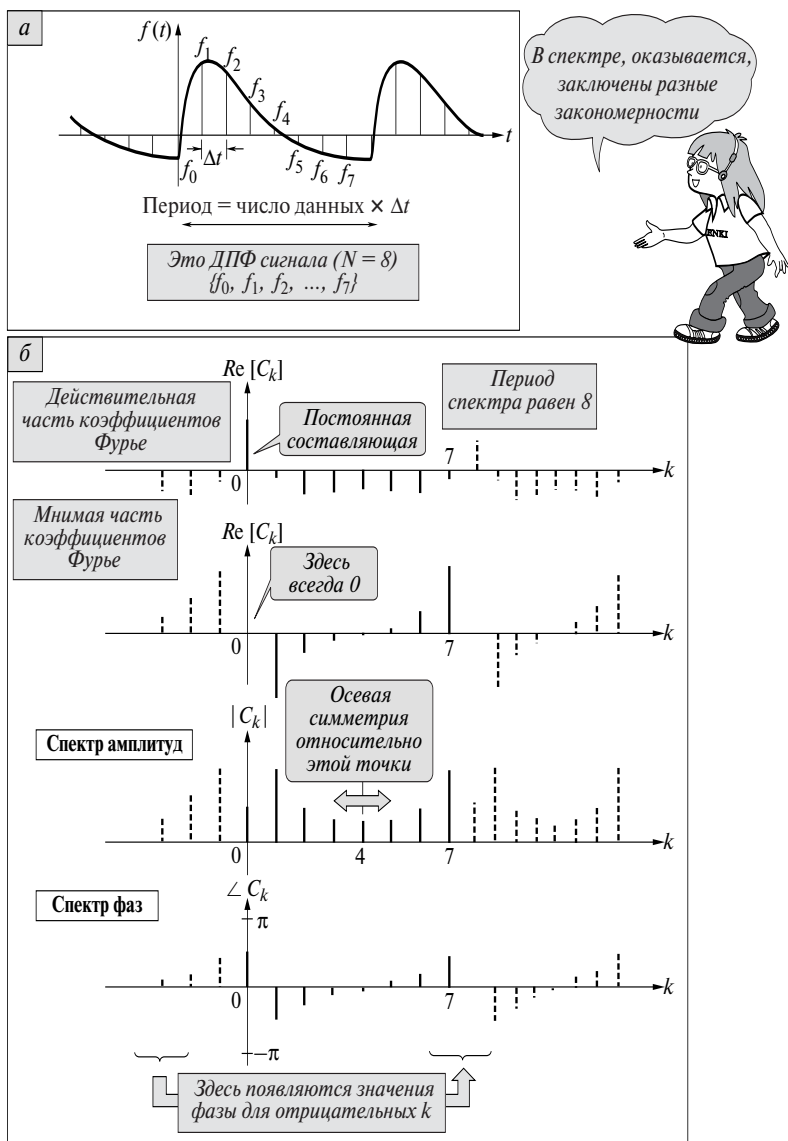 а
f (t)
f₁
f₂
f₃
f₄
t
f₀
Δt
f₅
f₆
f₇
Период = число данных × Δt
Это ДПФ сигнала (N = 8)
{f₀, f₁, f₂, ..., f₇}
В спектре, оказывается,
заключены разные
закономерности
ENKI
б
Re [Cₖ]
Действительная
часть коэффициентов
Фурье
Постоянная
составляющая
Период
спектра равен 8
0
7
k
Мнимая часть
коэффициентов
Фурье
Re [Cₖ]
Здесь
всегда 0
0
7
k
|Cₖ|
Спектр амплитуд
Осевая
симметрия
относительно
этой точки
0
4
7
k
∠ Cₖ
Спектр фаз
π
0
7
k
−π
Здесь появляются значения
фазы для отрицательных k